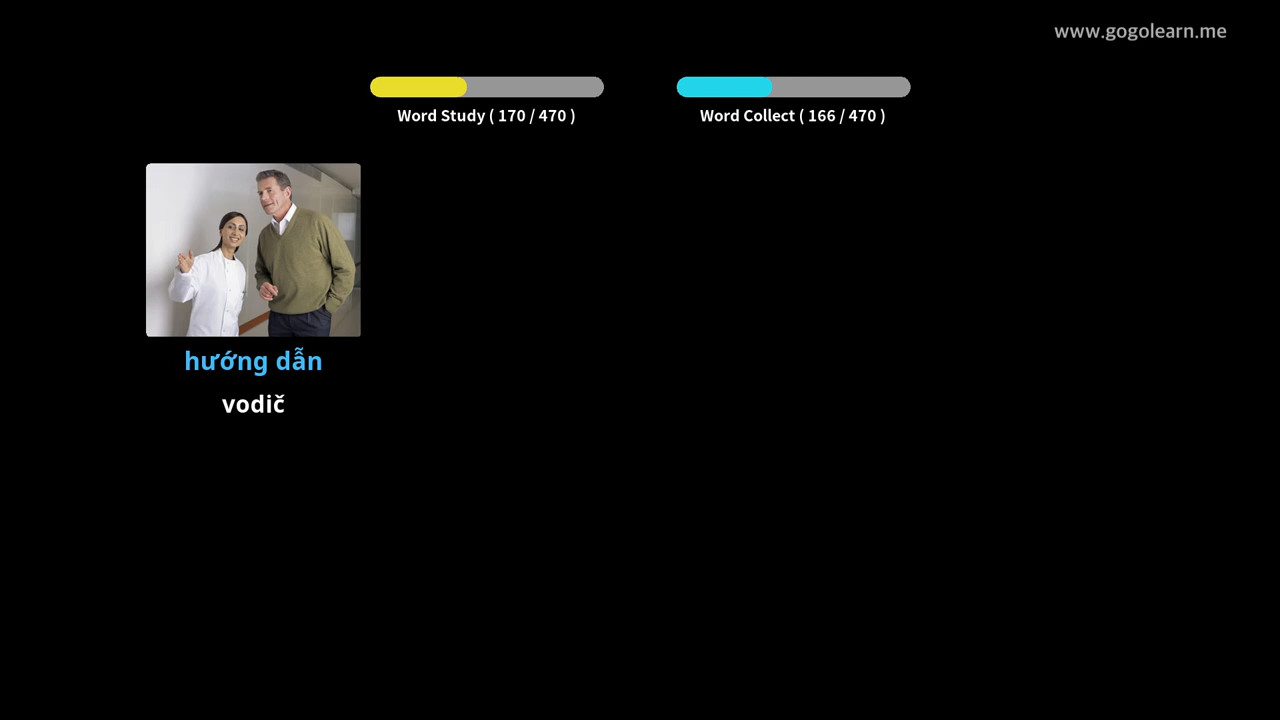 www.gogolearn.me
Word Study ( 170 / 470 )
Word Collect ( 166 / 470 )
hướng dẫn
vodič